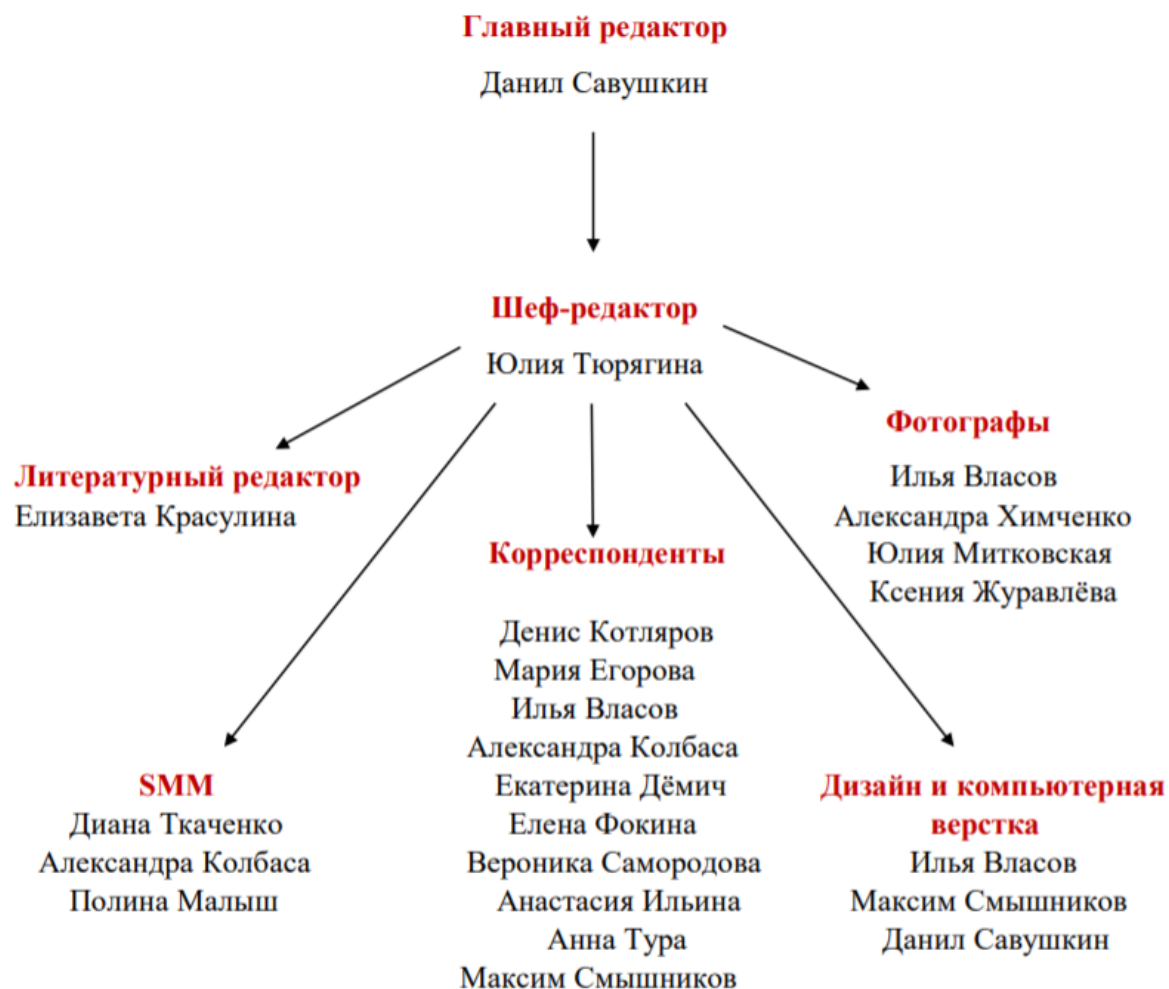 Главный редактор
Данил Савушкин
Шеф-редактор
Юлия Тюрягина
Литературный редактор
Елизавета Красулина
Фотографы
Илья Власов
Александра Химченко
Юлия Митковская
Ксения Журавлёва
Корреспонденты
Денис Котляров
Мария Егорова
Илья Власов
Александра Колбаса
Екатерина Дёмич
Елена Фокина
Вероника Самородова
Анастасия Ильина
Анна Тура
Максим Смышников
SMM
Диана Ткаченко
Александра Колбаса
Полина Малыш
Дизайн и компьютерная
верстка
Илья Власов
Максим Смышников
Данил Савушкин